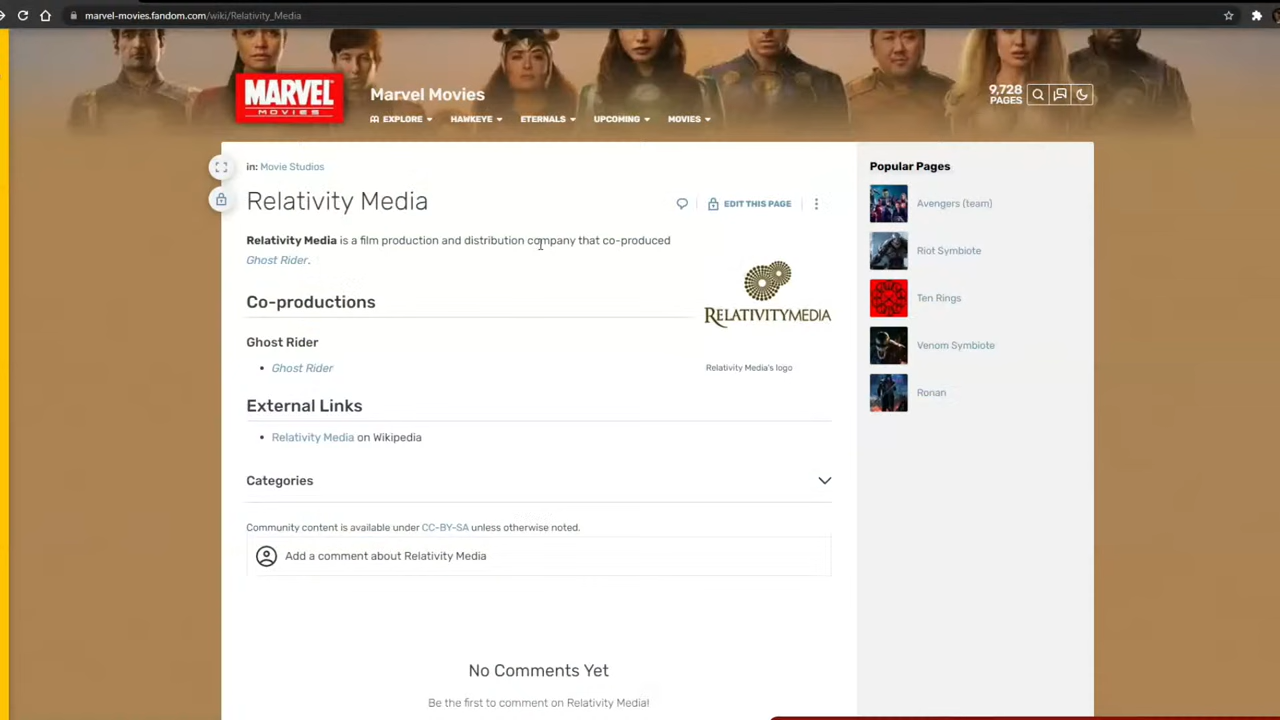 marvel-movies.fandom.com/wiki/Relativity_Media
MARVEL
MOVIES
Marvel Movies
9,728
PAGES
EXPLORE
HAWKEYE
ETERNALS
UPCOMING
MOVIES
in: Movie Studios
Relativity Media
EDIT THIS PAGE
Relativity Media is a film production and distribution company that co-produced
Ghost Rider.
RELATIVITYMEDIA
Relativity Media's logo
Co-productions
Ghost Rider
• Ghost Rider
External Links
• Relativity Media on Wikipedia
Categories
Community content is available under CC-BY-SA unless otherwise noted.
Add a comment about Relativity Media
No Comments Yet
Be the first to comment on Relativity Media!
Popular Pages
Avengers (team)
Riot Symbiote
Ten Rings
Venom Symbiote
Ronan